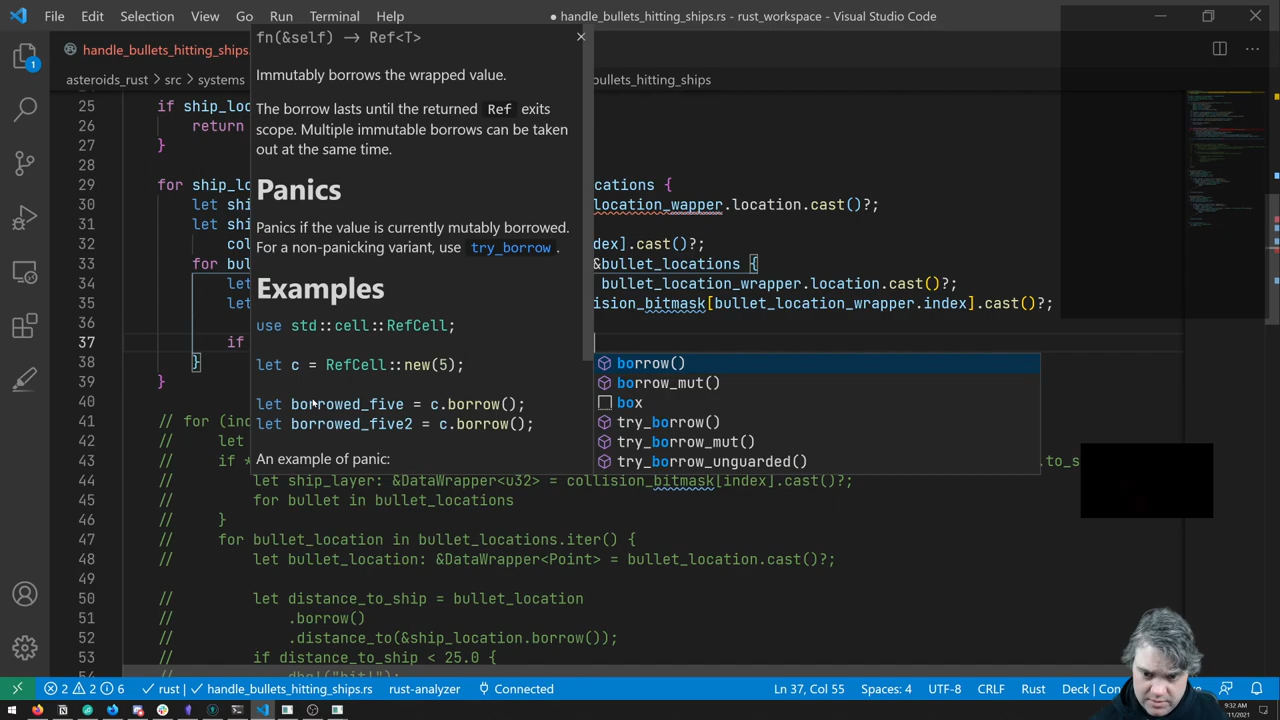 File Edit Selection View Go Run Terminal Help
● handle_bullets_hitting_ships.rs - rust_workspace - Visual Studio Code
handle_bullets_hitting_ships.
asteroids_rust > src > systems
bullets_hitting_ships
fn(&self) → Ref<T>
Immutably borrows the wrapped value.
The borrow lasts until the returned Ref exits
scope. Multiple immutable borrows can be taken
out at the same time.
Panics
Panics if the value is currently mutably borrowed.
For a non-panicking variant, use try_borrow .
Examples
use std::cell::RefCell;
let c = RefCell::new(5);
let borrowed_five = c.borrow();
let borrowed_five2 = c.borrow();
An example of panic:
25 if ship_loc
26 return
27 }
28
29 for ship_lo cations {
30 let shi location_wapper.location.cast()?;
31 let shi
32 col index].cast()?;
33 for bul &bullet_locations {
34 let bullet_location_wrapper.location.cast()?;
35 let lision_bitmask[bullet_location_wrapper.index].cast()?;
36
37 if
38 }
39 }
40
41 // for (ind
42 // let
43 // if * .to_s
44 // let ship_layer: &DataWrapper<u32> = collision_bitmask[index].cast()?;
45 // for bullet in bullet_locations
46 // }
47 // for bullet_location in bullet_locations.iter() {
48 // let bullet_location: &DataWrapper<Point> = bullet_location.cast()?;
49 //
50 // let distance_to_ship = bullet_location
51 // .borrow()
52 // .distance_to(&ship_location.borrow());
53 // if distance_to_ship < 25.0 {
borrow()
borrow_mut()
box
try_borrow()
try_borrow_mut()
try_borrow_unguarded()
1
2 2 6 rust handle_bullets_hitting_ships.rs rust-analyzer Connected
Ln 37, Col 55 Spaces: 4 UTF-8 CRLF Rust Deck | Con
9:32 AM